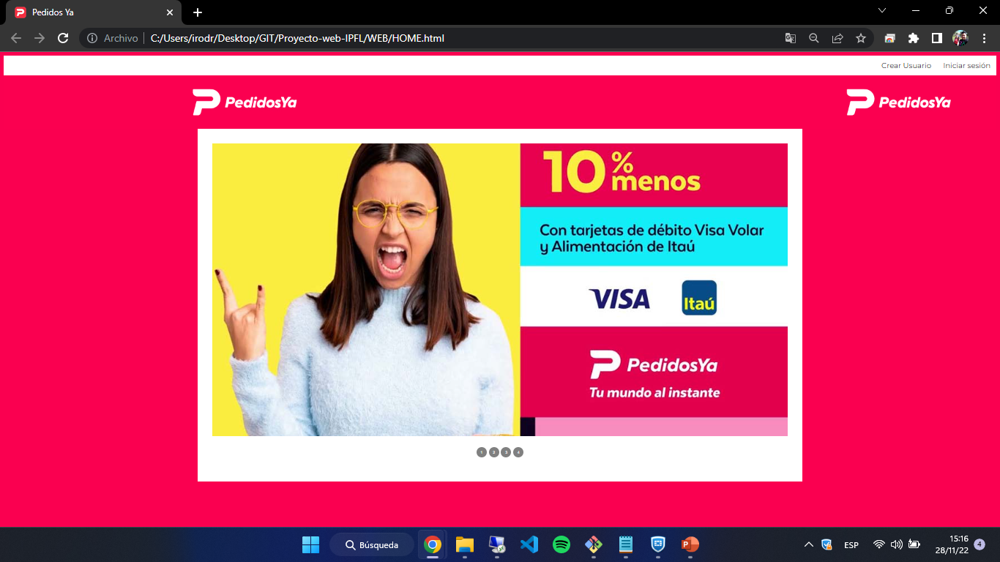 Pedidos Ya
Archivo
C:/Users/irodr/Desktop/GIT/Proyecto-web-IPFL/WEB/HOME.html
Crear Usuario
Iniciar sesión
PedidosYa
PedidosYa
10%
menos
Con tarjetas de débito Visa Volar
y Alimentación de Itaú
VISA
Itaú
PedidosYa
Tu mundo al instante
1 2 3 4
Búsqueda
ESP
15:16
28/11/22
4